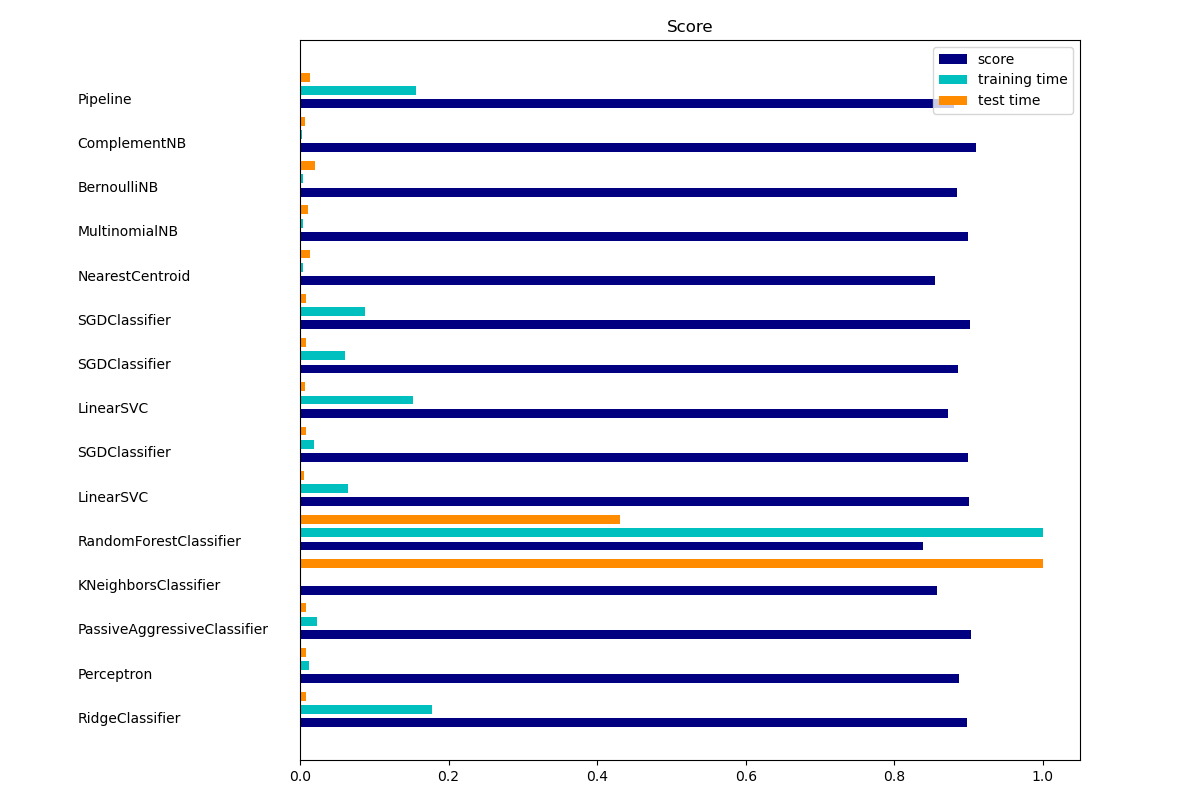 Score
score
training time
test time
Pipeline
ComplementNB
BernoulliNB
MultinomialNB
NearestCentroid
SGDClassifier
SGDClassifier
LinearSVC
SGDClassifier
LinearSVC
RandomForestClassifier
KNeighborsClassifier
PassiveAggressiveClassifier
Perceptron
RidgeClassifier
0.0 0.2 0.4 0.6 0.8 1.0